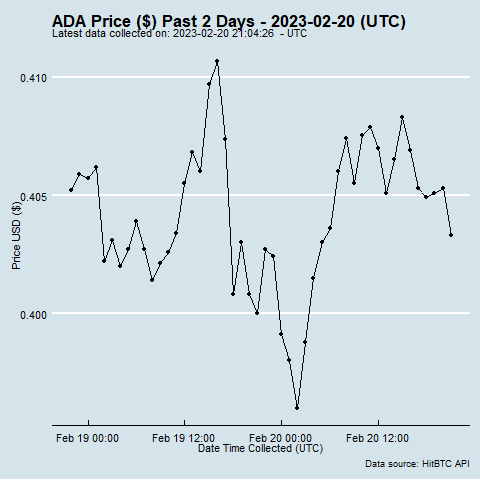 ADA Price ($) Past 2 Days - 2023-02-20 (UTC)
Latest data collected on: 2023-02-20 21:04:26 - UTC
0.410
0.405
0.400
Price USD ($)
Feb 19 00:00
Feb 19 12:00
Feb 20 00:00
Feb 20 12:00
Date Time Collected (UTC)
Data source: HitBTC API